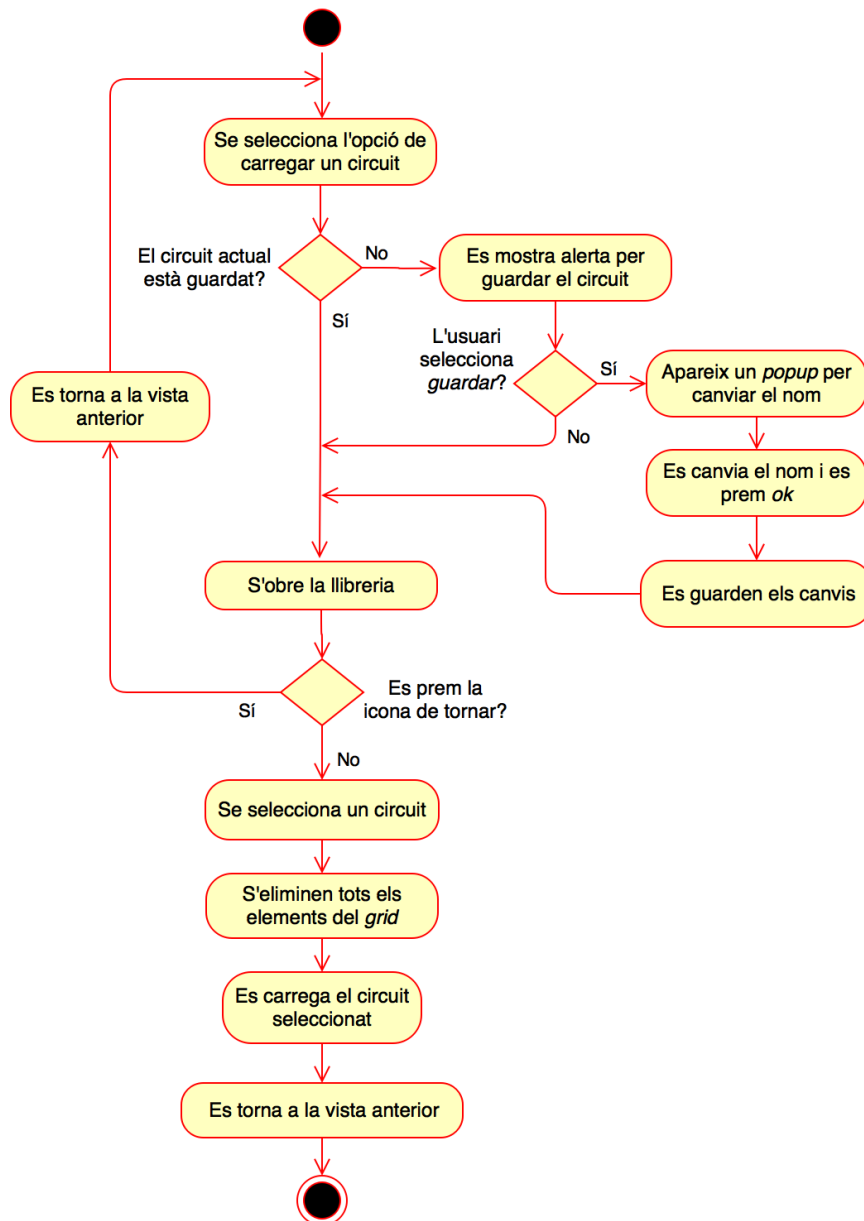 Se selecciona l'opció de
carregar un circuit
El circuit actual
està guardat?
No
Es mostra alerta per
guardar el circuit
Sí
L'usuari
selecciona
guardar?
Sí
Apareix un popup per
canviar el nom
No
Es canvia el nom i es
prem ok
Es guarden els canvis
Es torna a la vista
anterior
S'obre la llibreria
Es prem la
icona de tornar?
Sí
No
Se selecciona un circuit
S'eliminen tots els
elements del grid
Es carrega el circuit
seleccionat
Es torna a la vista anterior